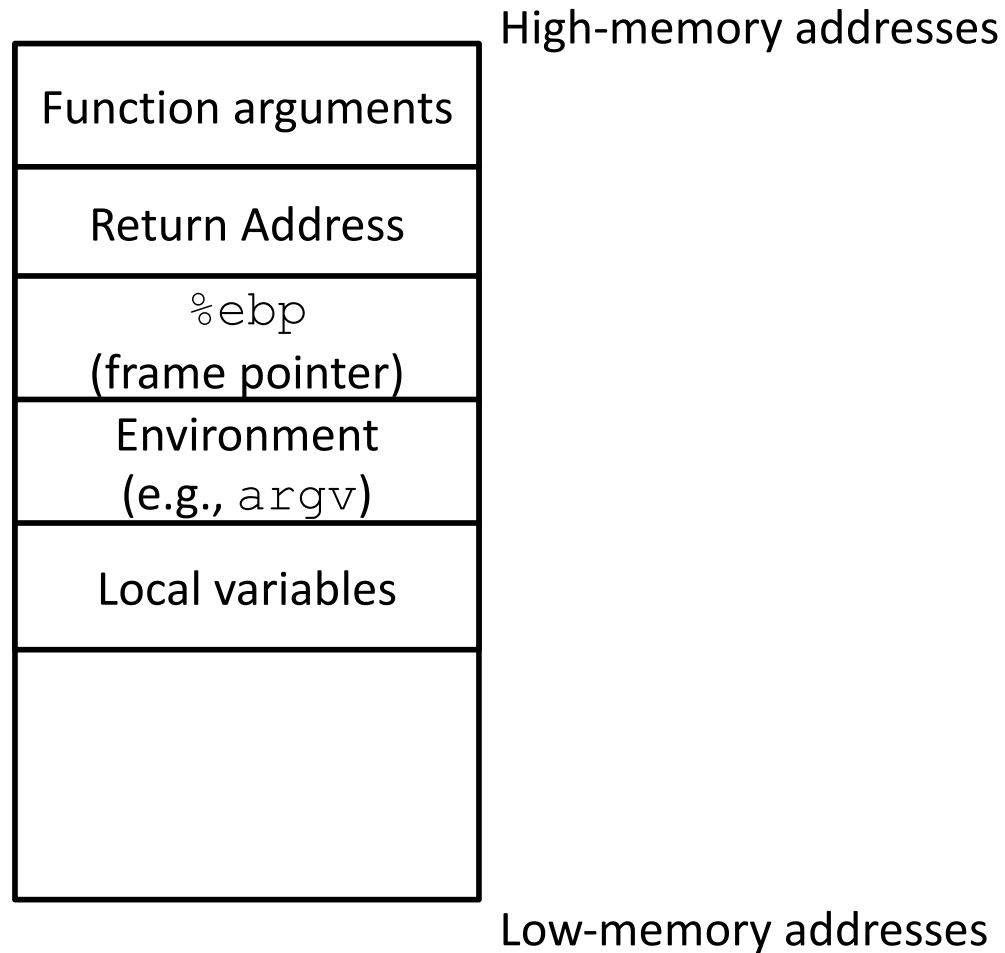 High-memory addresses
Function arguments
Return Address
%ebp
(frame pointer)
Environment
(e.g., argv)
Local variables
Low-memory addresses